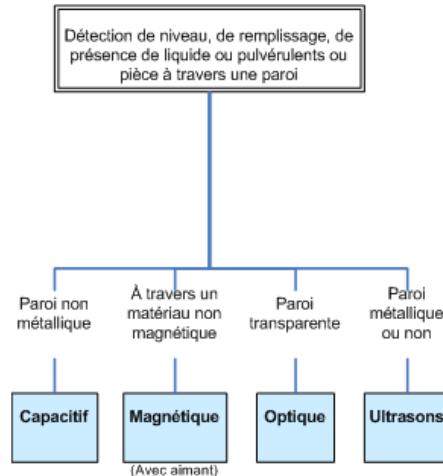 Détection de niveau, de remplissage, de
présence de liquide ou pulvérulents ou
pièce à travers une paroi
Paroi non
métallique
À travers un
matériau non
magnétique
Paroi
transparente
Paroi
métallique
ou non
Capacitif
Magnétique
Optique
Ultrasons
(Avec aimant)